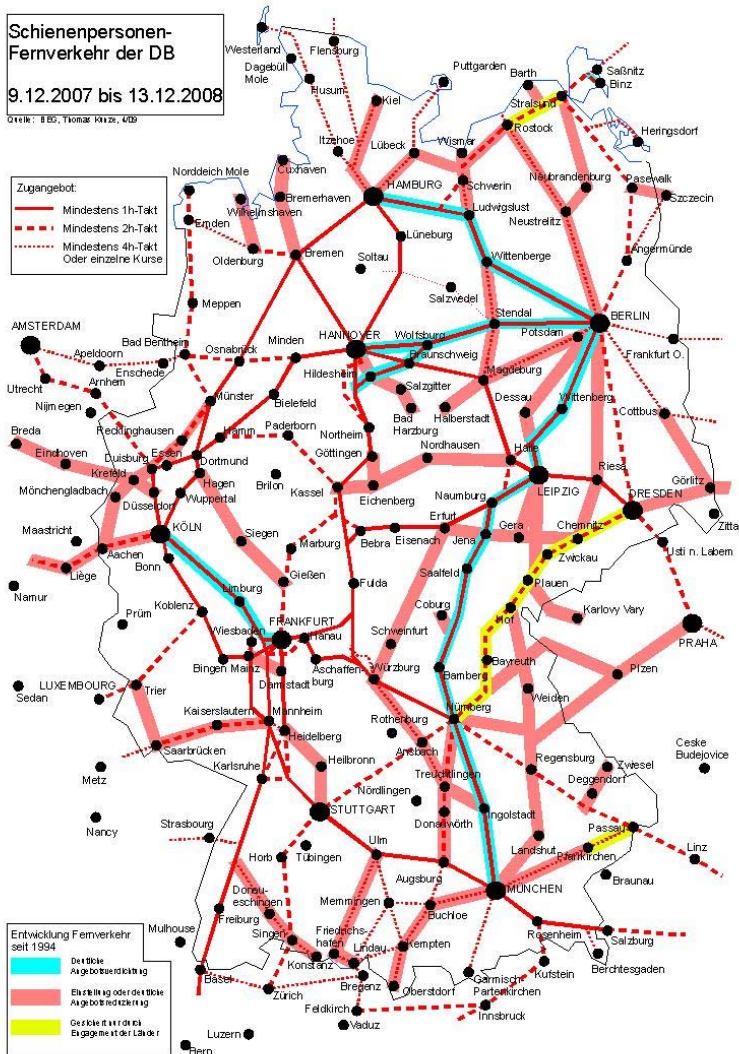 Schienenpersonen-
Fernverkehr der DB
9.12.2007 bis 13.12.2008
Quelle: BEG, Thomas Kunze, 4/09
Zugangebot:
Mindestens 1h-Takt
Mindestens 2h-Takt
Mindestens 4h-Takt
Oder einzelne Kurse
Westerland
Flensburg
Dagebüll
Mole
Husum
Puttgarden
Barth
Saßnitz
Binz
Kiel
Stralsund
Rostock
Itzehoe
Lübeck
Wismar
Heringsdorf
Cuxhaven
Norddeich Mole
HAMBURG
Schwerin
Neubrandenburg
Pasewalk
Bremerhaven
Wilhelmshaven
Ludwigslust
Szczecin
Emden
Lüneburg
Neustrelitz
Oldenburg
Bremen
Soltau
Wittenberge
Angermünde
Salzwedel
Meppen
Stendal
BERLIN
AMSTERDAM
Bad Bentheim
Minden
HANNOVER
Wolfsburg
Potsdam
Apeldoorn
Osnabrück
Braunschweig
Frankfurt O.
Enschede
Hildesheim
Magdeburg
Utrecht
Arnhem
Salzgitter
Dessau
Wittenberg
Nijmegen
Münster
Bielefeld
Bad
Harzburg
Halberstadt
Cottbus
Breda
Recklinghausen
Hamm
Paderborn
Northeim
Eindhoven
Essen
Göttingen
Nordhausen
Halle
Duisburg
Dortmund
Riesa
Krefeld
Hagen
Brilon
Kassel
LEIPZIG
Görlitz
Mönchengladbach
Wuppertal
Eichenberg
Naumburg
DRESDEN
Düsseldorf
Erfurt
Chemnitz
Zitta
Maastricht
KÖLN
Siegen
Marburg
Bebra
Eisenach
Jena
Gera
Zwickau
Usti n. Labem
Aachen
Bonn
Gießen
Liège
Limburg
Fulda
Saalfeld
Plauen
Namur
Koblenz
Coburg
Hof
Karlovy Vary
Prüm
Wiesbaden
FRANKFURT
Hanau
Schweinfurt
PRAHA
Bingen
Mainz
Aschaffen-
burg
Würzburg
Bamberg
Bayreuth
Plzen
LUXEMBOURG
Trier
Darmstadt
Sedan
Nürnberg
Weiden
Kaiserslautern
Mannheim
Rothenburg
Heidelberg
Ansbach
Saarbrücken
Heilbronn
Ceske
Budejovice
Metz
Karlsruhe
Treuchtlingen
Regensburg
Zwiesel
Deggendorf
Nördlingen
Nancy
STUTTGART
Donauwörth
Ingolstadt
Strasbourg
Passau
Landshut
Pfarrkirchen
Linz
Horb
Tübingen
Ulm
Augsburg
Braunau
Donau-
eschingen
MÜNCHEN
Memmingen
Buchloe
Freiburg
Friedrichs-
hafen
Mulhouse
Singen
Rosenheim
Salzburg
Lindau
Kempten
Konstanz
Berchtesgaden
Basel
Bregenz
Oberstdorf
Garmisch-
Partenkirchen
Kufstein
Zürich
Feldkirch
Innsbruck
Vaduz
Luzern
Bern
Entwicklung Fernverkehr
seit 1994
Deutliche
Angebotsverdichtung
Einstellung oder deutliche
Angebotsreduzierung
Gesichert nur durch
Engagement der Länder